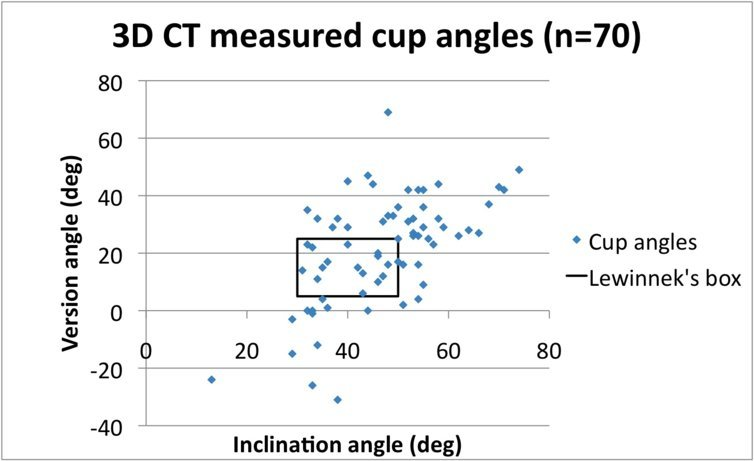 3D CT measured cup angles (n=70)
80
60
40
20
0
-20
-40
0 20 40 60 80
Version angle (deg)
Inclination angle (deg)
Cup angles
Lewinnek's box